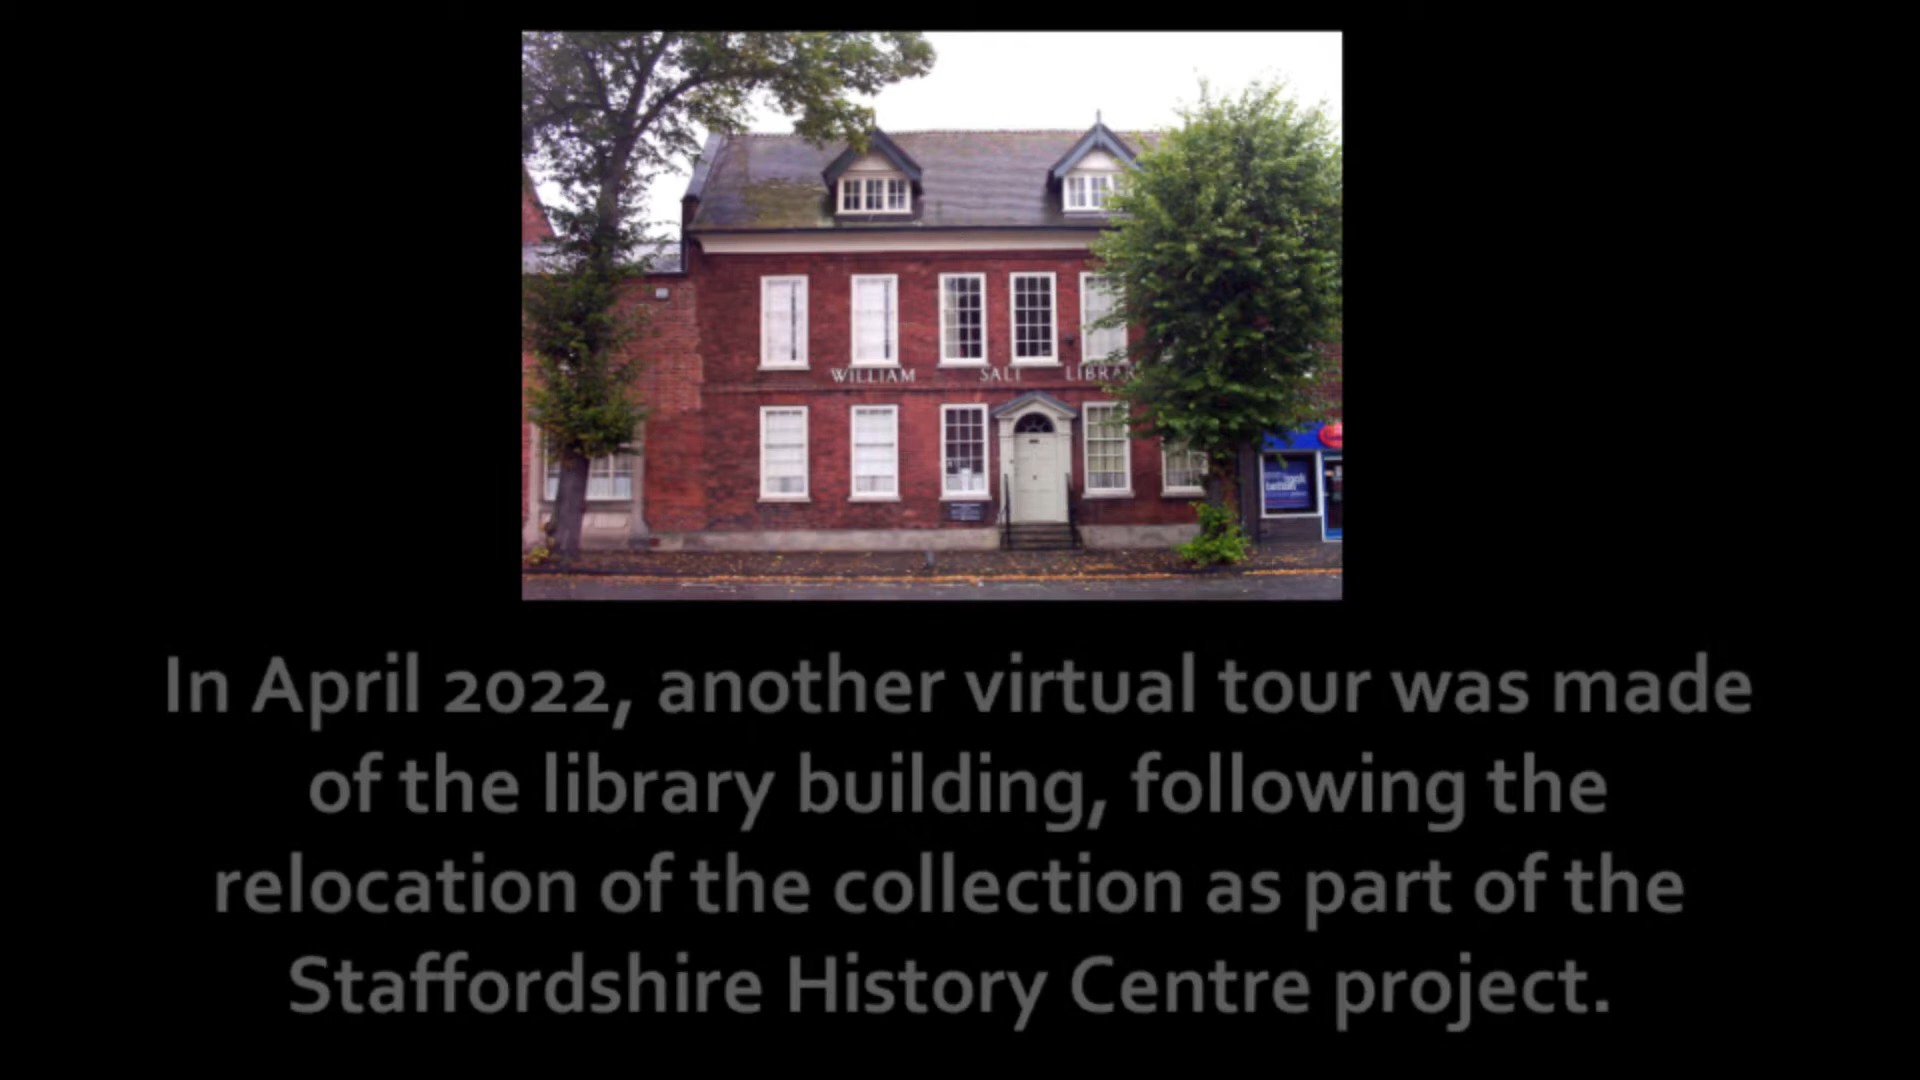 WILLIAM SALT LIBRAR
In April 2022, another virtual tour was made
of the library building, following the
relocation of the collection as part of the
Staffordshire History Centre project.